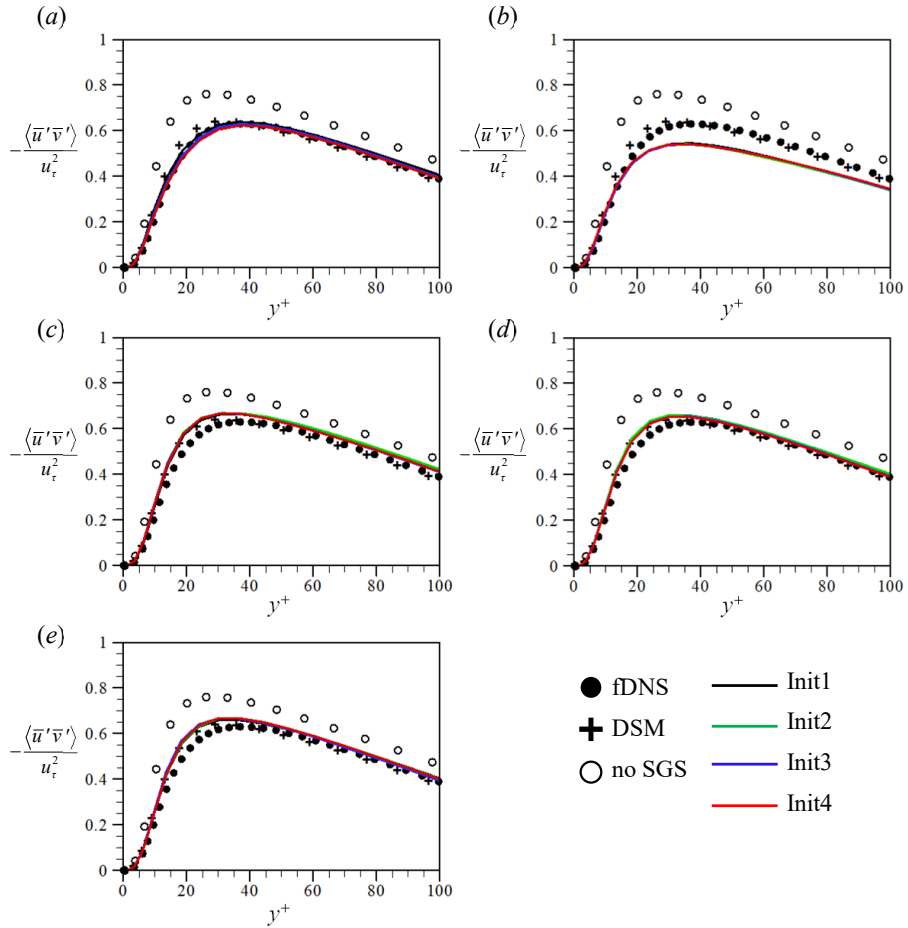 (a)
1
0.8
0.6
0.4
0.2
0
0 20 40 60 80 100
y⁺
−⟨u̅′v̅′⟩/u_τ²
(b)
1
0.8
0.6
0.4
0.2
0
0 20 40 60 80 100
y⁺
−⟨u̅′v̅′⟩/u_τ²
(c)
1
0.8
0.6
0.4
0.2
0
0 20 40 60 80 100
y⁺
−⟨u̅′v̅′⟩/u_τ²
(d)
1
0.8
0.6
0.4
0.2
0
0 20 40 60 80 100
y⁺
−⟨u̅′v̅′⟩/u_τ²
(e)
1
0.8
0.6
0.4
0.2
0
0 20 40 60 80 100
y⁺
−⟨u̅′v̅′⟩/u_τ²
fDNS
DSM
no SGS
Init1
Init2
Init3
Init4